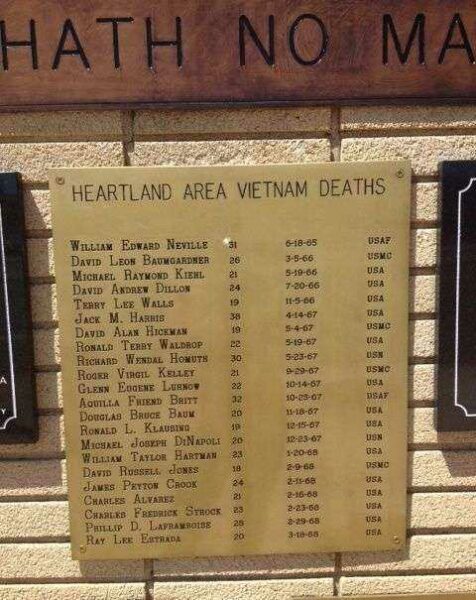 HATH NO MA
HEARTLAND AREA VIETNAM DEATHS
WILLIAM EDWARD NEVILLE 31 6-18-65 USAF
DAVID LEON BAUMGARDNER 26 3-5-66 USMC
MICHAEL RAYMOND KIEHL 21 5-19-66 USA
DAVID ANDREW DILLON 24 7-20-66 USA
TERRY LEE WALLS 19 11-5-66 USA
JACK M. HARRIS 38 4-14-67 USA
DAVID ALAN HICKMAN 19 5-4-67 USMC
RONALD TERRY WALDROP 22 5-19-67 USA
RICHARD WENDAL HOMUTH 30 5-23-67 USN
ROGER VIRGIL KELLEY 21 9-29-67 USMC
GLENN EUGENE LUHNOW 22 10-14-67 USA
AQUILLA FRIEND BRITT 32 10-23-67 USAF
DOUGLAS BRUCE BAUM 20 11-18-67 USA
RONALD L. KLAUSING 19 12-15-67 USA
MICHAEL JOSEPH DINAPOLI 20 12-23-67 USN
WILLIAM TAYLOR HARTMAN 23 1-20-68 USA
DAVID RUSSELL JONES 18 2-9-68 USMC
JAMES PEYTON CROOK 24 2-11-68 USA
CHARLES ALVAREZ 21 2-16-68 USA
CHARLES FREDRICK STROCK 23 2-23-68 USA
PHILLIP D. LAFRAMBOISE 2-29-68 USA
RAY LEE ESTRADA 20 3-18-68 USA